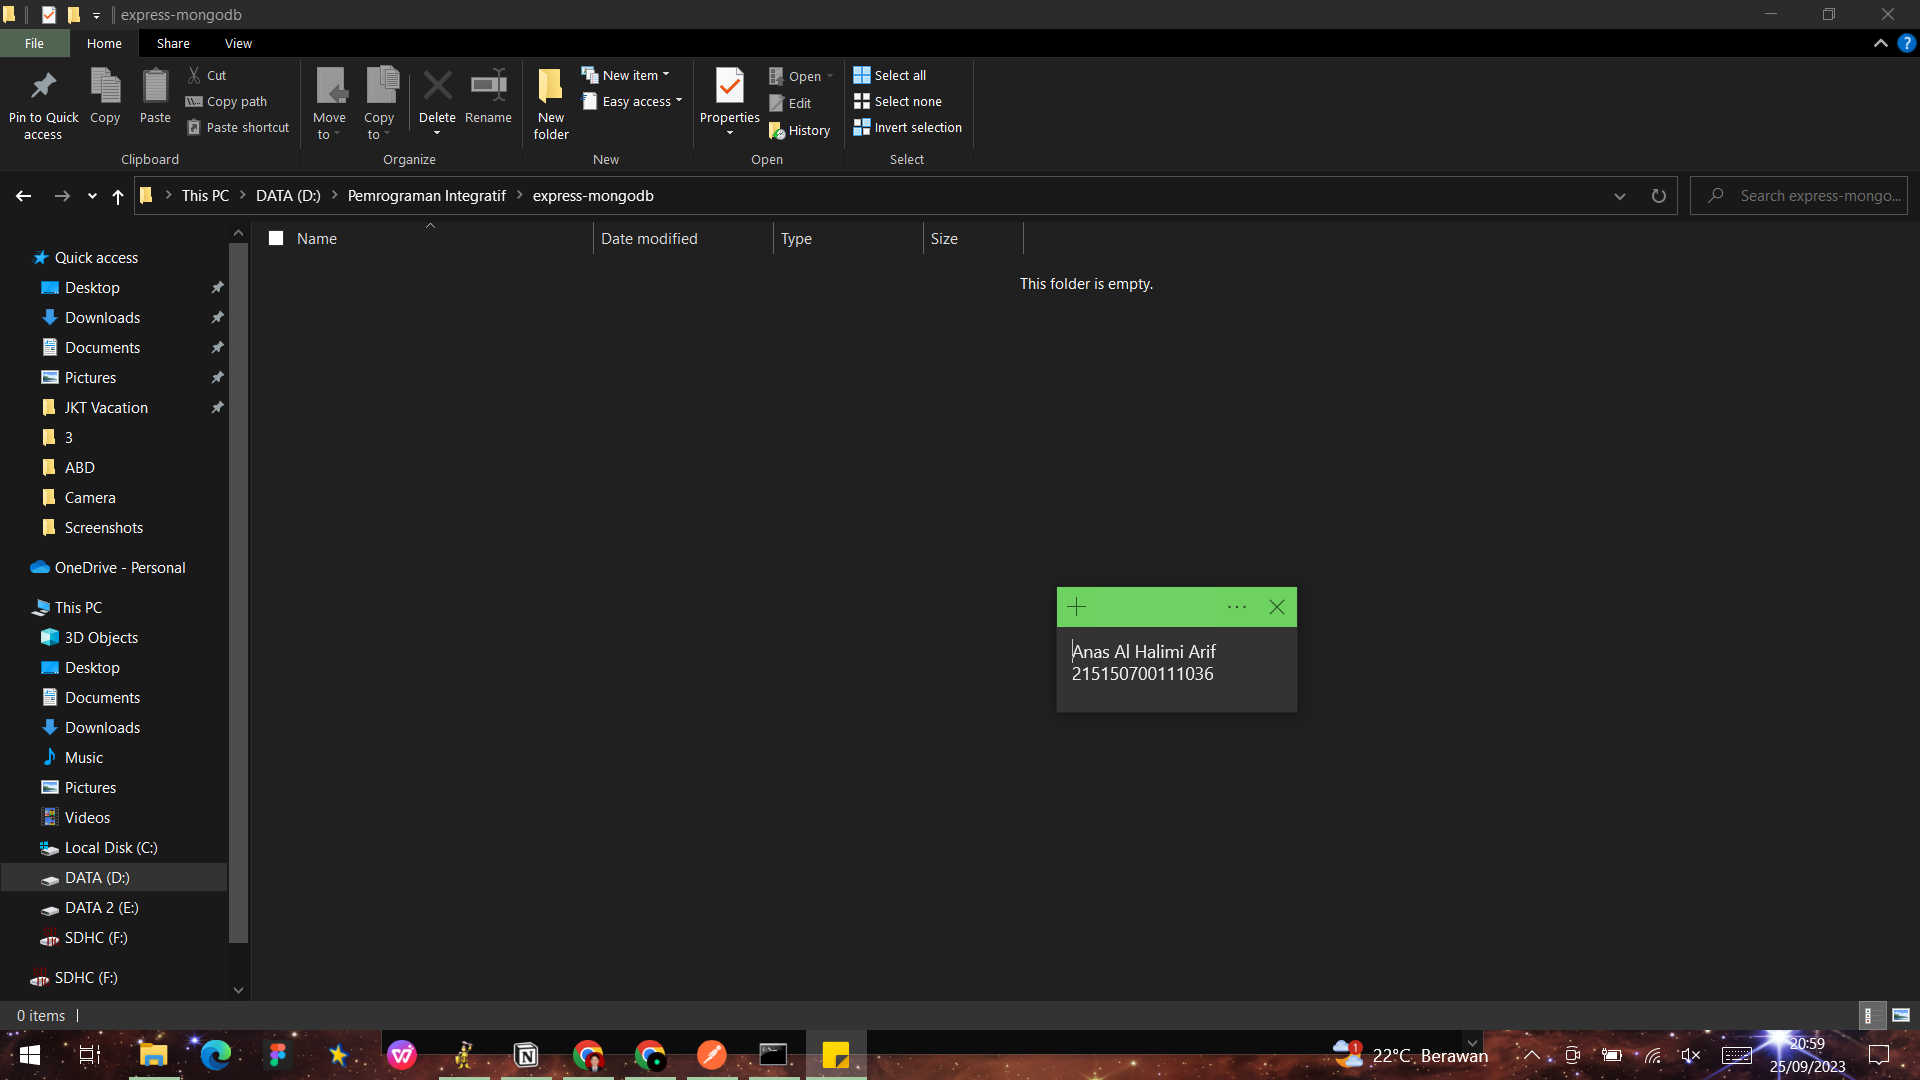 express-mongodb
File
Home
Share
View
?
Pin to Quick access
Copy
Paste
Cut
Copy path
Paste shortcut
Clipboard
Move to
Copy to
Delete
Rename
Organize
New folder
New item
Easy access
New
Properties
Open
Edit
History
Open
Select all
Select none
Invert selection
Select
This PC > DATA (D:) > Pemrograman Integratif > express-mongodb
Search express-mongo...
Name
Date modified
Type
Size
This folder is empty.
Quick access
Desktop
Downloads
Documents
Pictures
JKT Vacation
3
ABD
Camera
Screenshots
OneDrive - Personal
This PC
3D Objects
Desktop
Documents
Downloads
Music
Pictures
Videos
Local Disk (C:)
DATA (D:)
DATA 2 (E:)
SDHC (F:)
SDHC (F:)
Anas Al Halimi Arif
215150700111036
0 items
1
22°C Berawan
20:59
25/09/2023